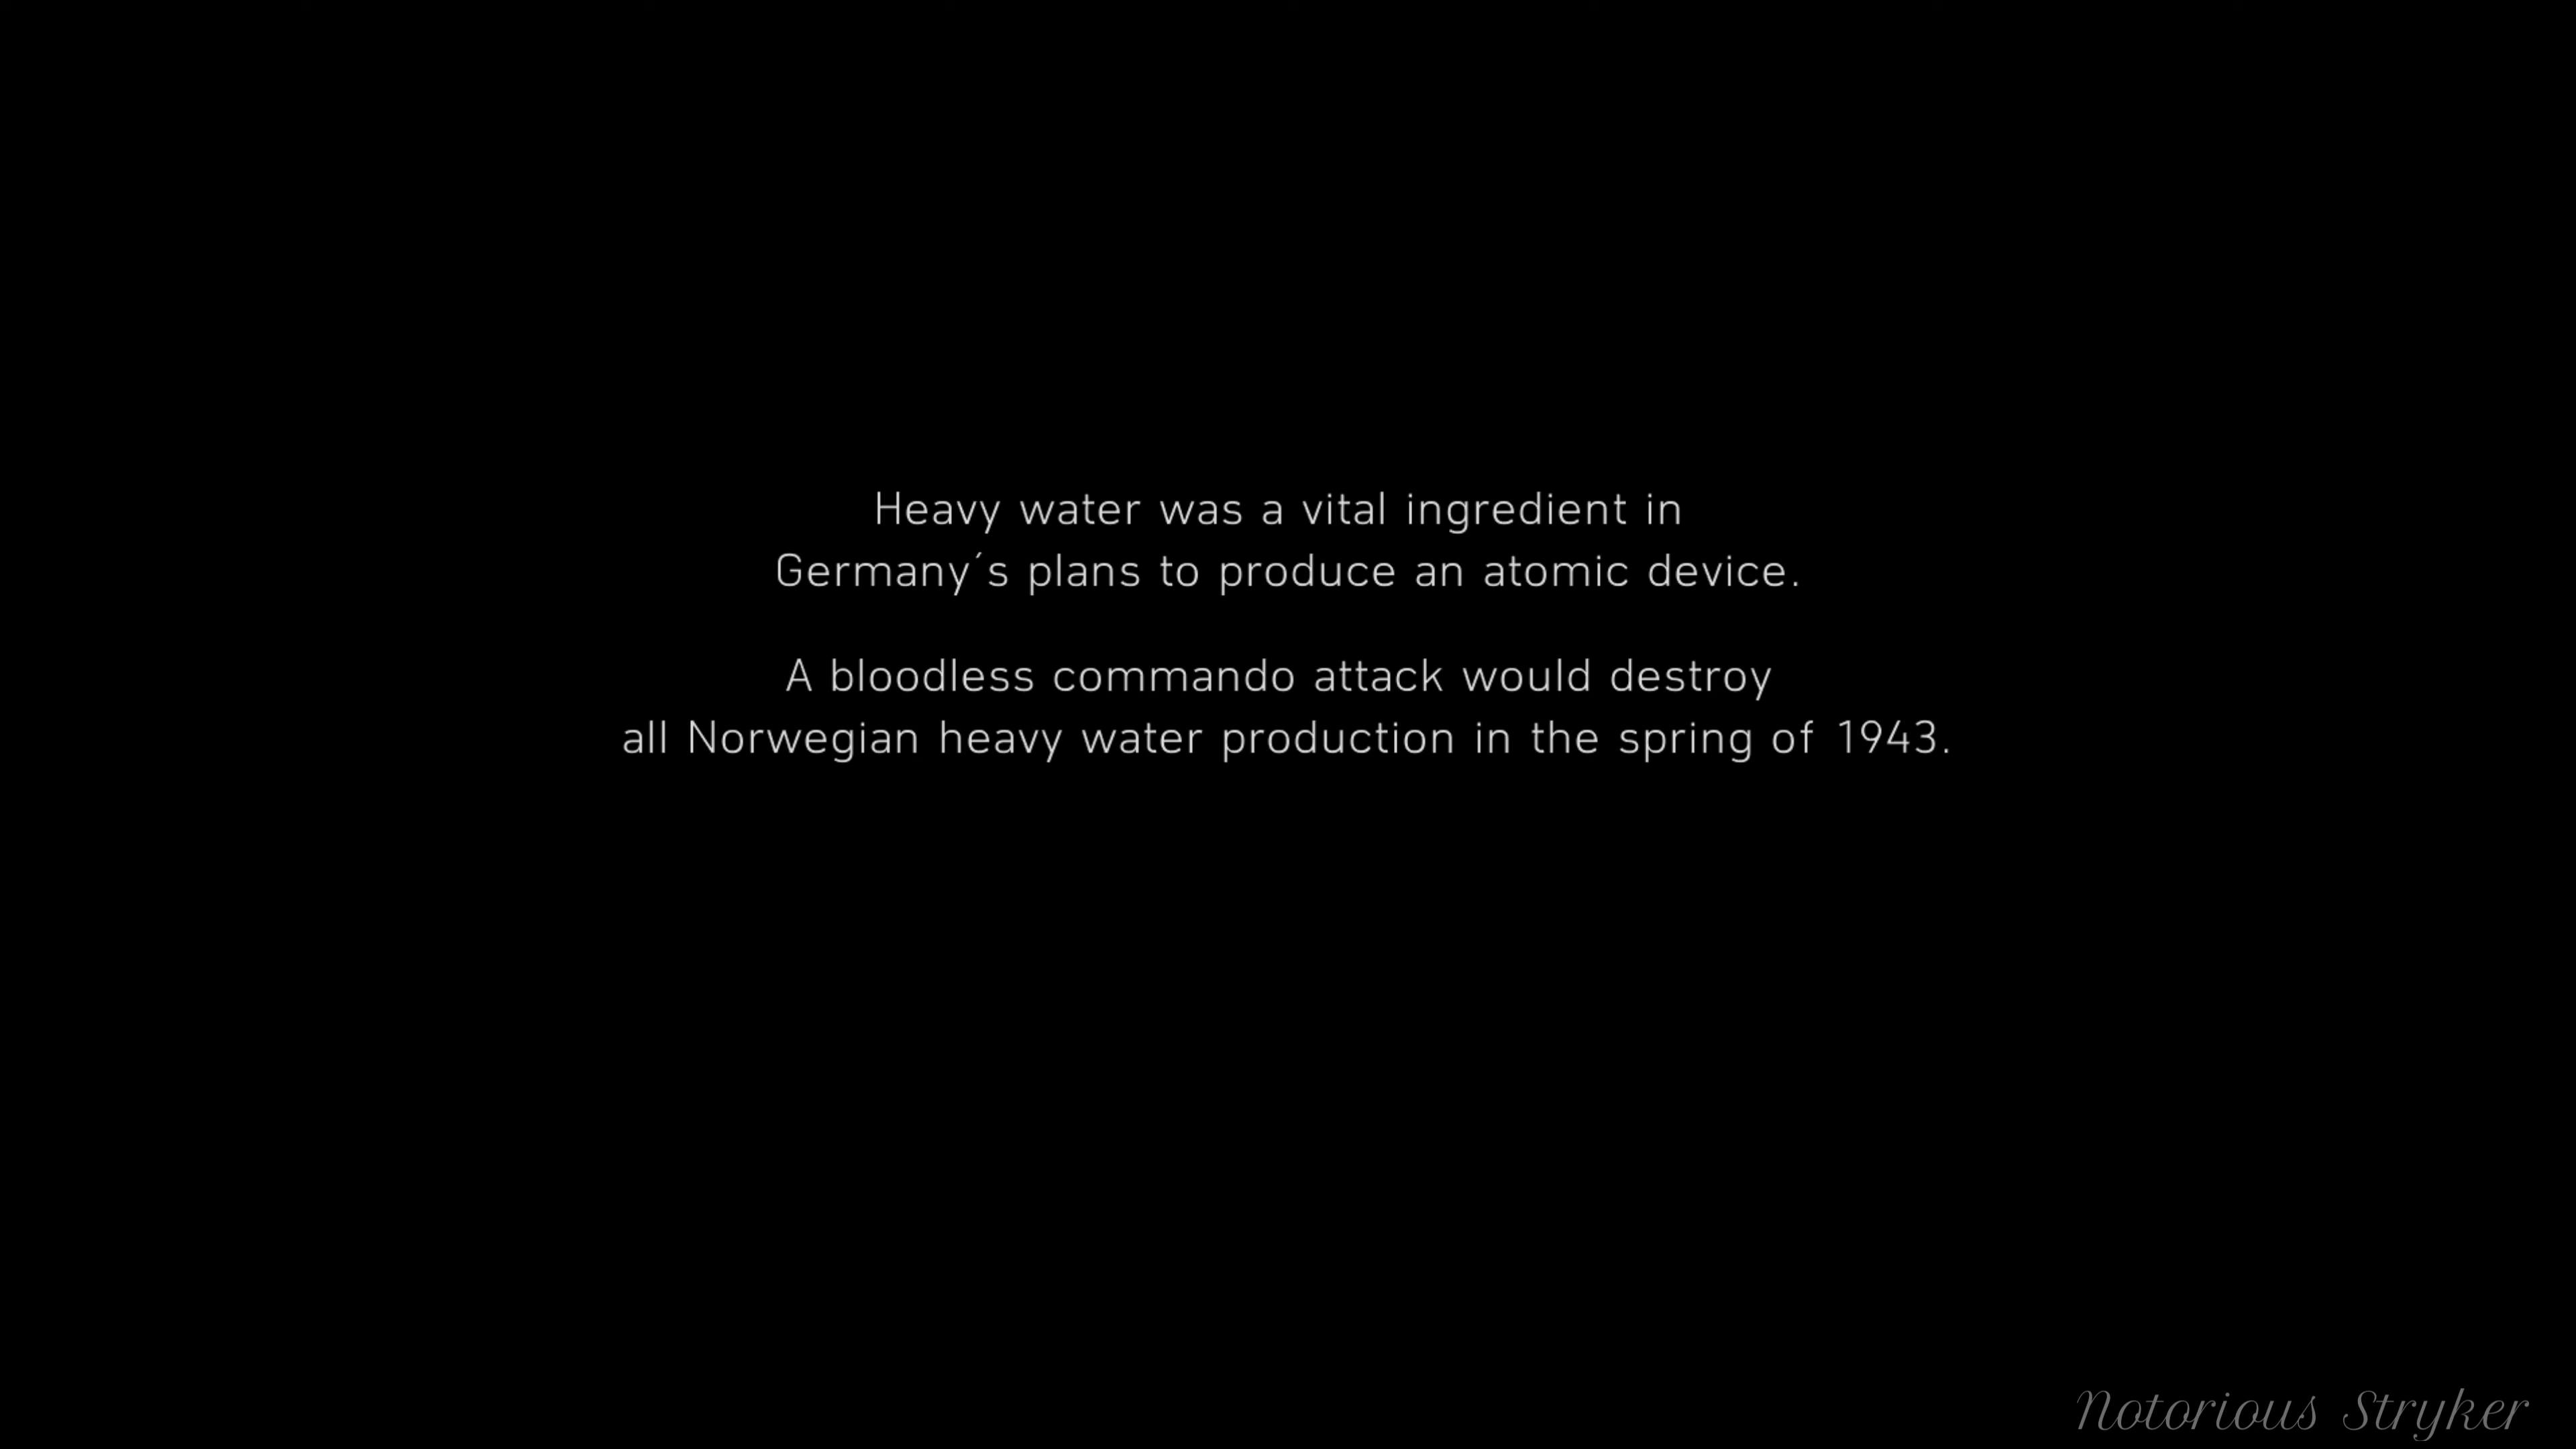 Heavy water was a vital ingredient in
Germany´s plans to produce an atomic device.
A bloodless commando attack would destroy
all Norwegian heavy water production in the spring of 1943.
Notorious Stryker